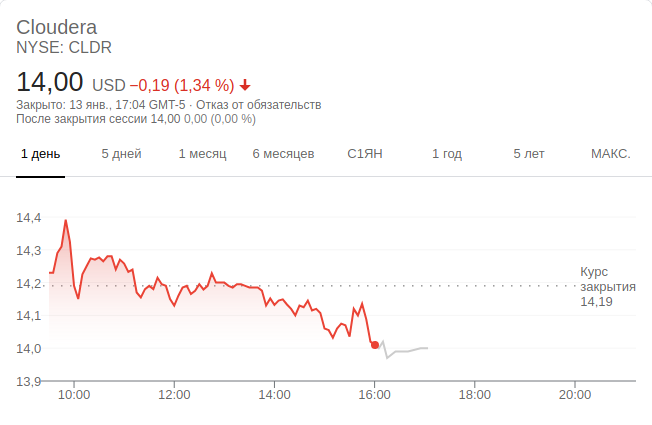 Cloudera
NYSE: CLDR
14,00 USD −0,19 (1,34 %)
Закрыто: 13 янв., 17:04 GMT-5 · Отказ от обязательств
После закрытия сессии 14,00 0,00 (0,00 %)
1 день 5 дней 1 месяц 6 месяцев С1ЯН 1 год 5 лет МАКС.
14,4
14,3
14,2
14,1
14,0
13,9
Курс
закрытия
14,19
10:00 12:00 14:00 16:00 18:00 20:00